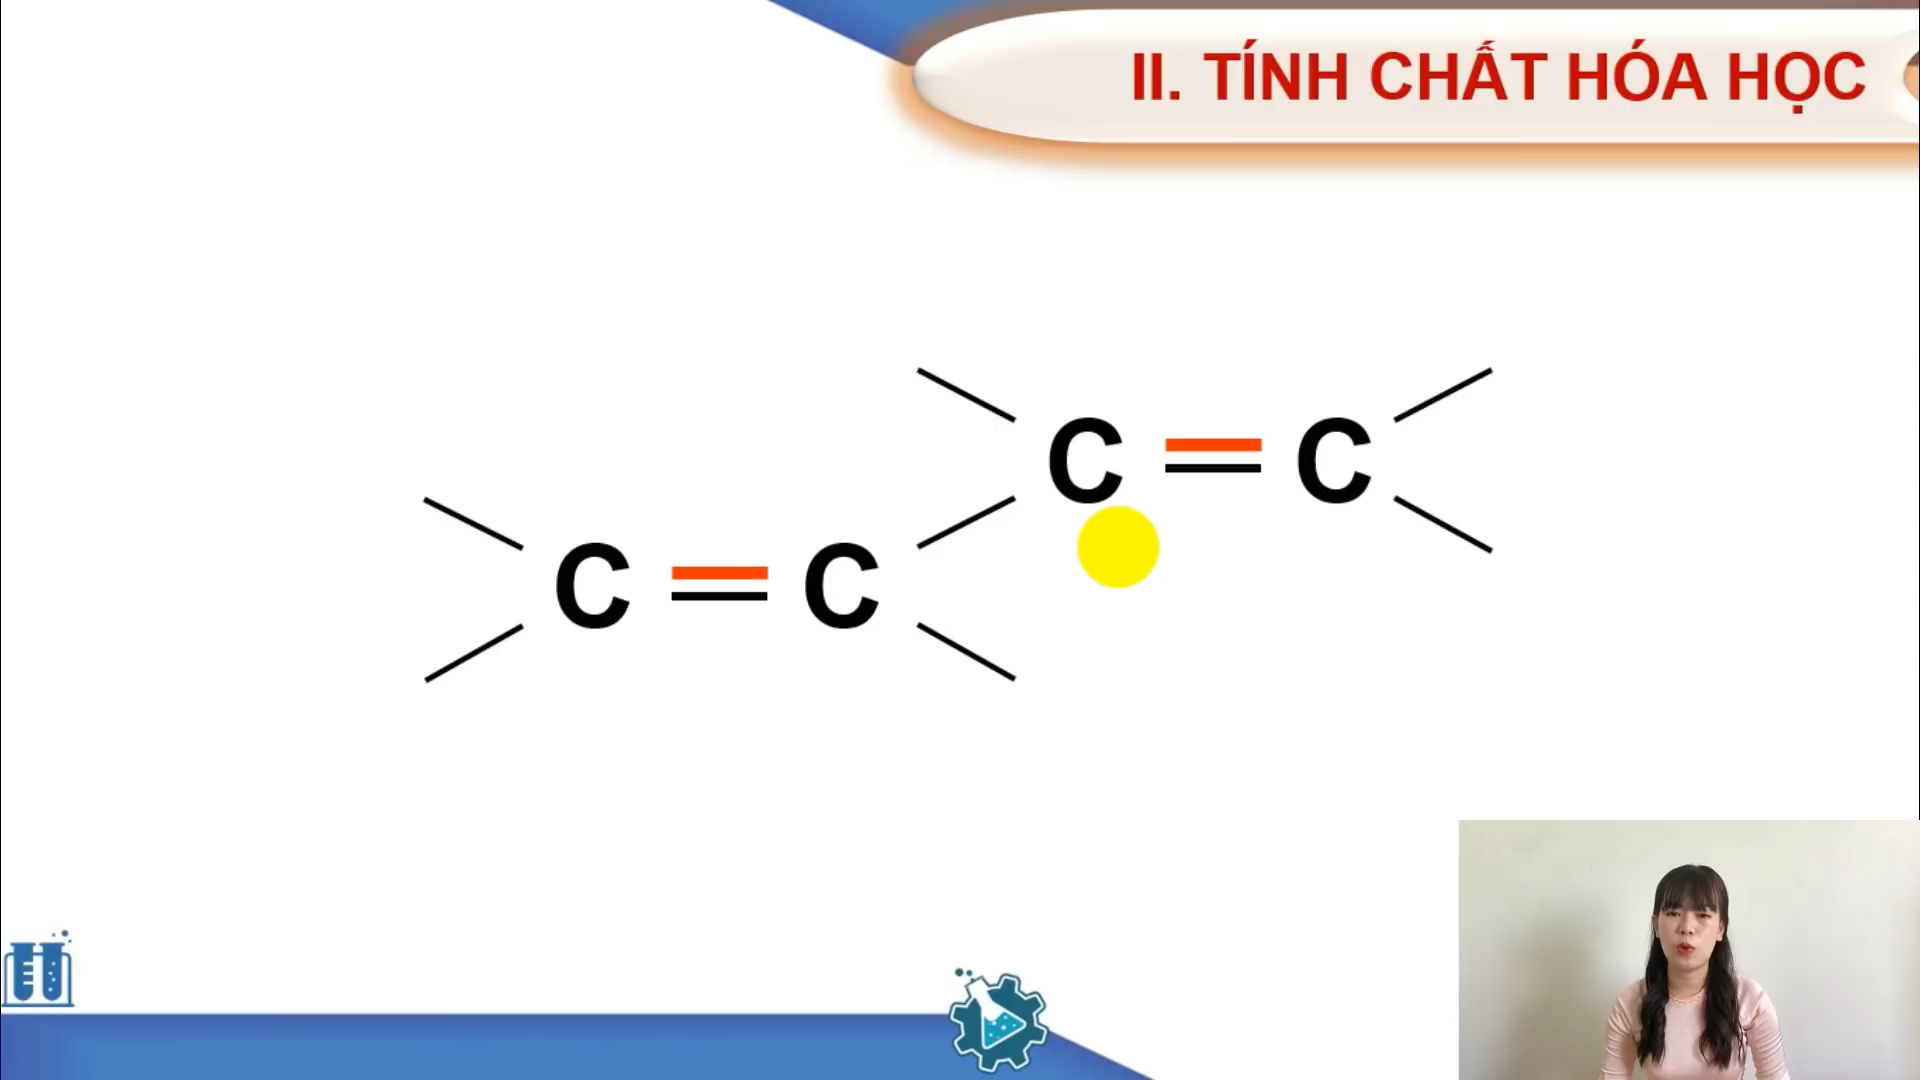 II. TÍNH CHẤT HÓA HỌC
C = C
C = C